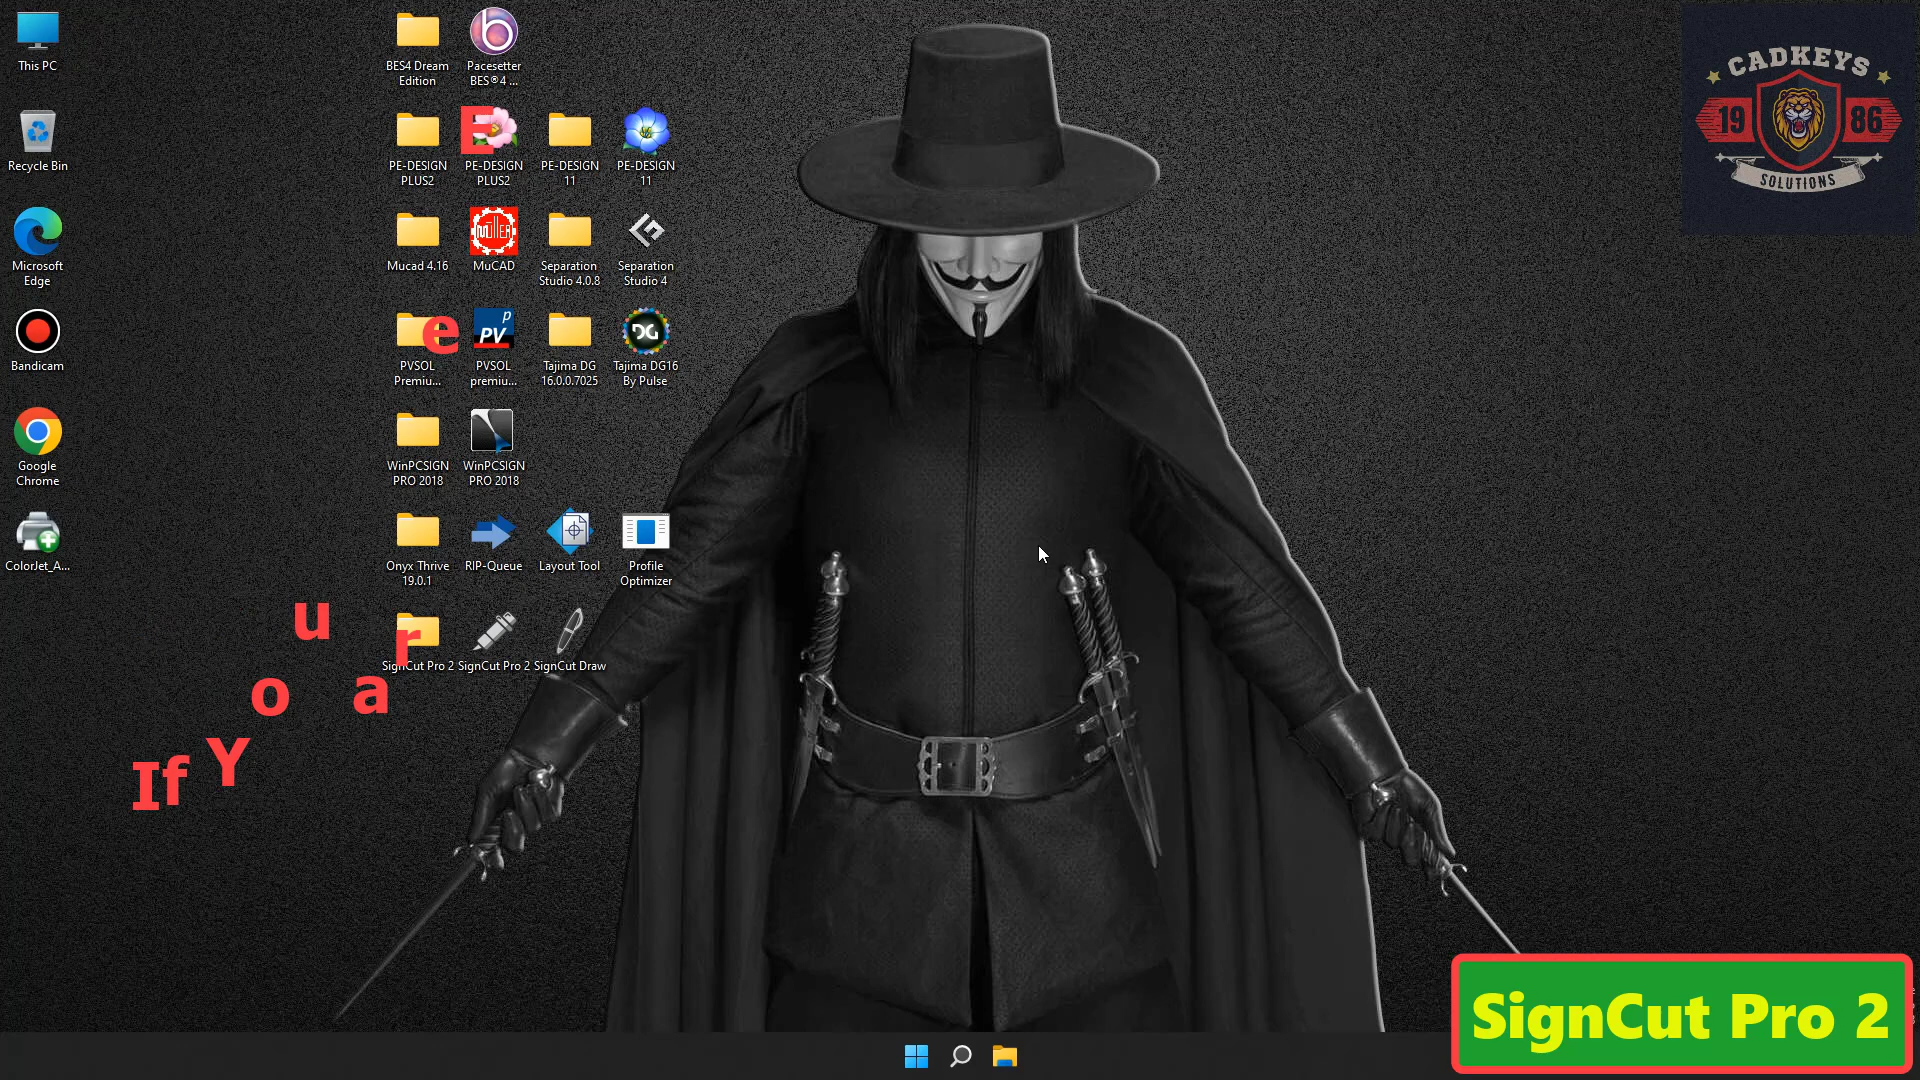 This PC
BES4 Dream
Edition
Pacesetter
BES®4 ...
CADKEYS
19 86
SOLUTIONS
Recycle Bin
PE-DESIGN
PLUS2
E
PE-DESIGN
PLUS2
PE-DESIGN
11
PE-DESIGN
11
Microsoft
Edge
Mucad 4.16
MüllER
MuCAD
Separation
Studio 4.0.8
Separation
Studio 4
Bandicam
e
PVSOL
Premiu...
p
PV
PVSOL
premiu...
Tajima DG
16.0.0.7025
DG
Tajima DG16
By Pulse
Google
Chrome
WinPCSIGN
PRO 2018
WinPCSIGN
PRO 2018
ColorJet_A...
Onyx Thrive
19.0.1
RIP-Queue
Layout Tool
Profile
Optimizer
SignCut Pro 2
SignCut Pro 2
SignCut Draw
If You ar
SignCut Pro 2